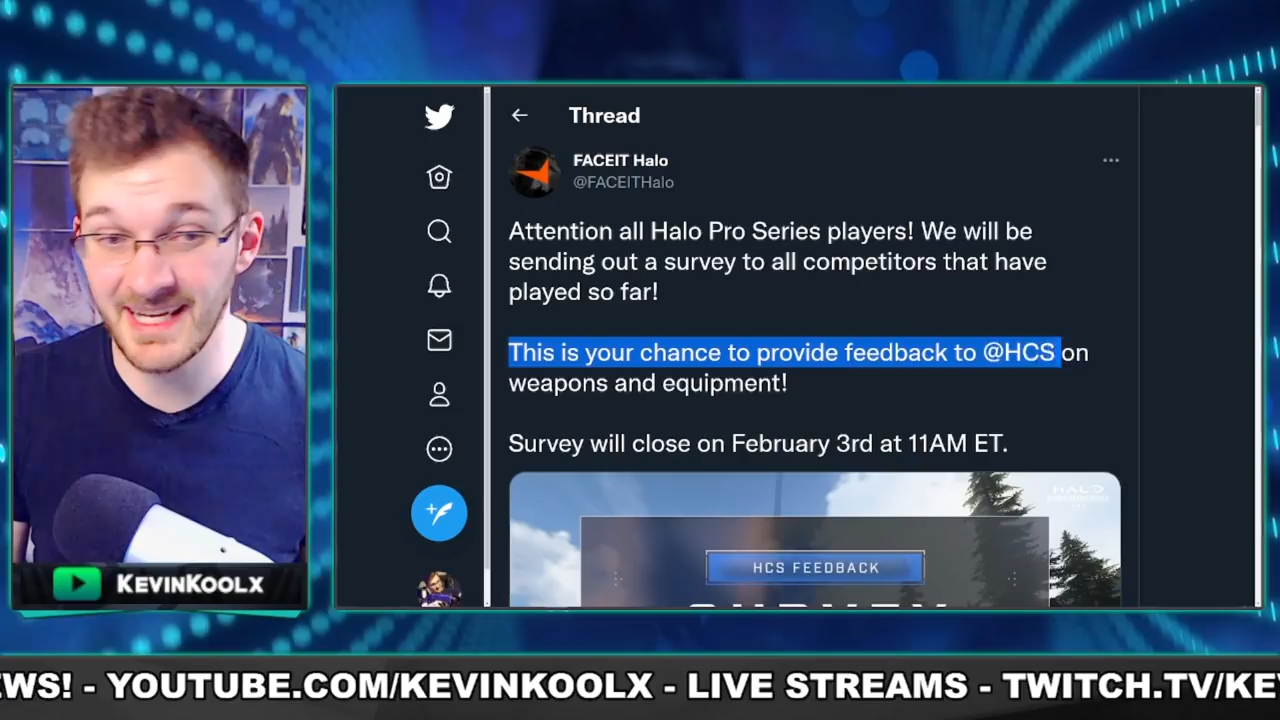 Thread
FACEIT Halo
@FACEITHalo
Attention all Halo Pro Series players! We will be
sending out a survey to all competitors that have
played so far!
This is your chance to provide feedback to @HCS on
weapons and equipment!
Survey will close on February 3rd at 11AM ET.
HALO
HCS FEEDBACK
SURVEY
KEVINKOOLX
EWS! - YOUTUBE.COM/KEVINKOOLX - LIVE STREAMS - TWITCH.TV/KEV